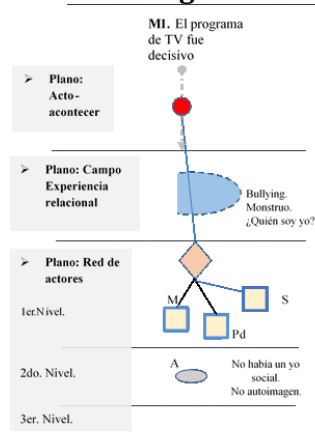 M1. El programa
de TV fue
decisivo
➢ Plano:
Acto-
acontecer
➢ Plano: Campo
Experiencia
relacional
Bullying.
Monstruo.
¿Quién soy yo?
➢ Plano: Red de
actores
1er.Nivel.
M
S
Pd
2do. Nivel.
A
No había un yo
social.
No autoimagen.
3er. Nivel.